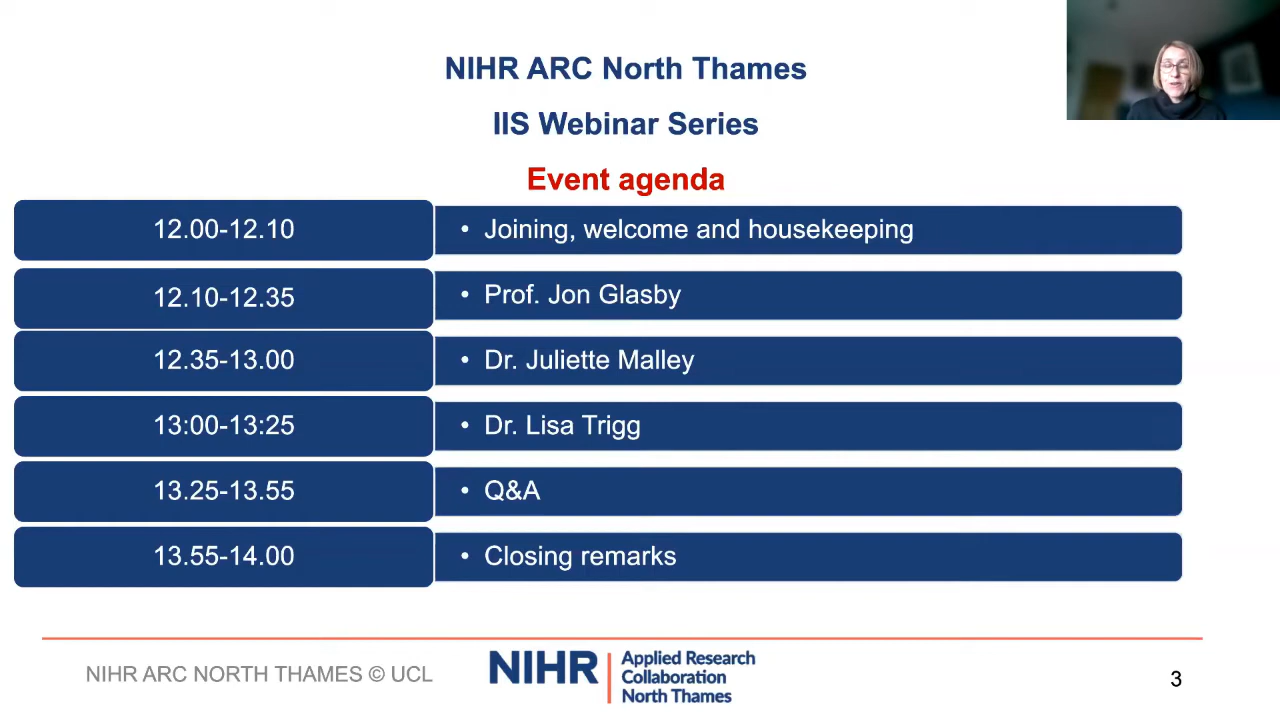 NIHR ARC North Thames
IIS Webinar Series
Event agenda
12.00-12.10
• Joining, welcome and housekeeping
12.10-12.35
• Prof. Jon Glasby
12.35-13.00
• Dr. Juliette Malley
13:00-13:25
• Dr. Lisa Trigg
13.25-13.55
• Q&A
13.55-14.00
• Closing remarks
NIHR ARC NORTH THAMES © UCL
NIHR
Applied Research
Collaboration
North Thames
3